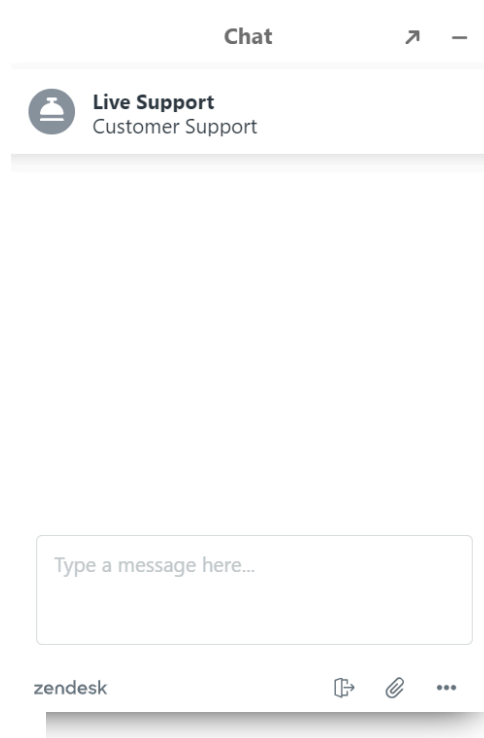 Chat
Live Support
Customer Support
Type a message here...
zendesk